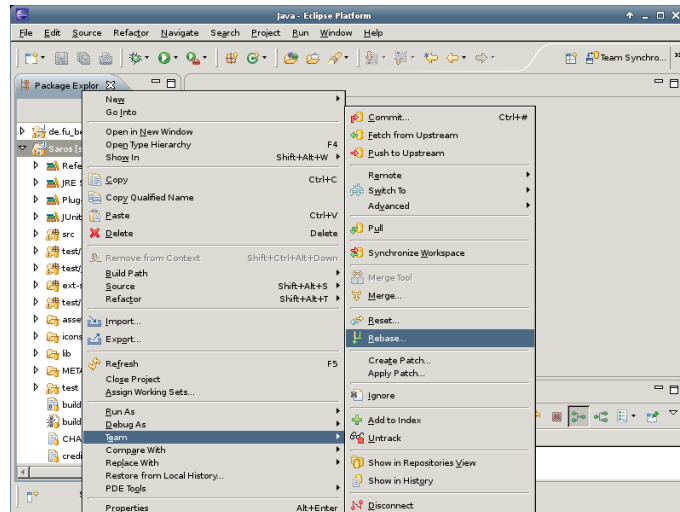 Java - Eclipse Platform
File Edit Source Refactor Navigate Search Project Run Window Help
Team Synchro...
Package Explor
New
Go Into
Open in New Window
Open Type Hierarchy F4
Show In Shift+Alt+W
Copy Ctrl+C
Copy Qualified Name
Paste Ctrl+V
Delete Delete
Remove from Context Shift+Ctrl+Alt+Down
Build Path
Source Shift+Alt+S
Refactor Shift+Alt+T
Import...
Export...
Refresh F5
Close Project
Assign Working Sets...
Run As
Debug As
Team
Compare With
Replace With
Restore from Local History...
PDE Tools
Properties Alt+Enter
Commit... Ctrl+#
Fetch from Upstream
Push to Upstream
Remote
Switch To
Advanced
Pull
Synchronize Workspace
Merge Tool
Merge...
Reset...
Rebase...
Create Patch...
Apply Patch...
Ignore
Add to Index
Untrack
Show in Repositories View
Show in History
Disconnect
de.fu_be
Saros [s
Refe
JRE S
Plug-
JUnit
src
test/
test/
ext-s
test/
asse
icons
lib
META
test
build
build
CHA
credi